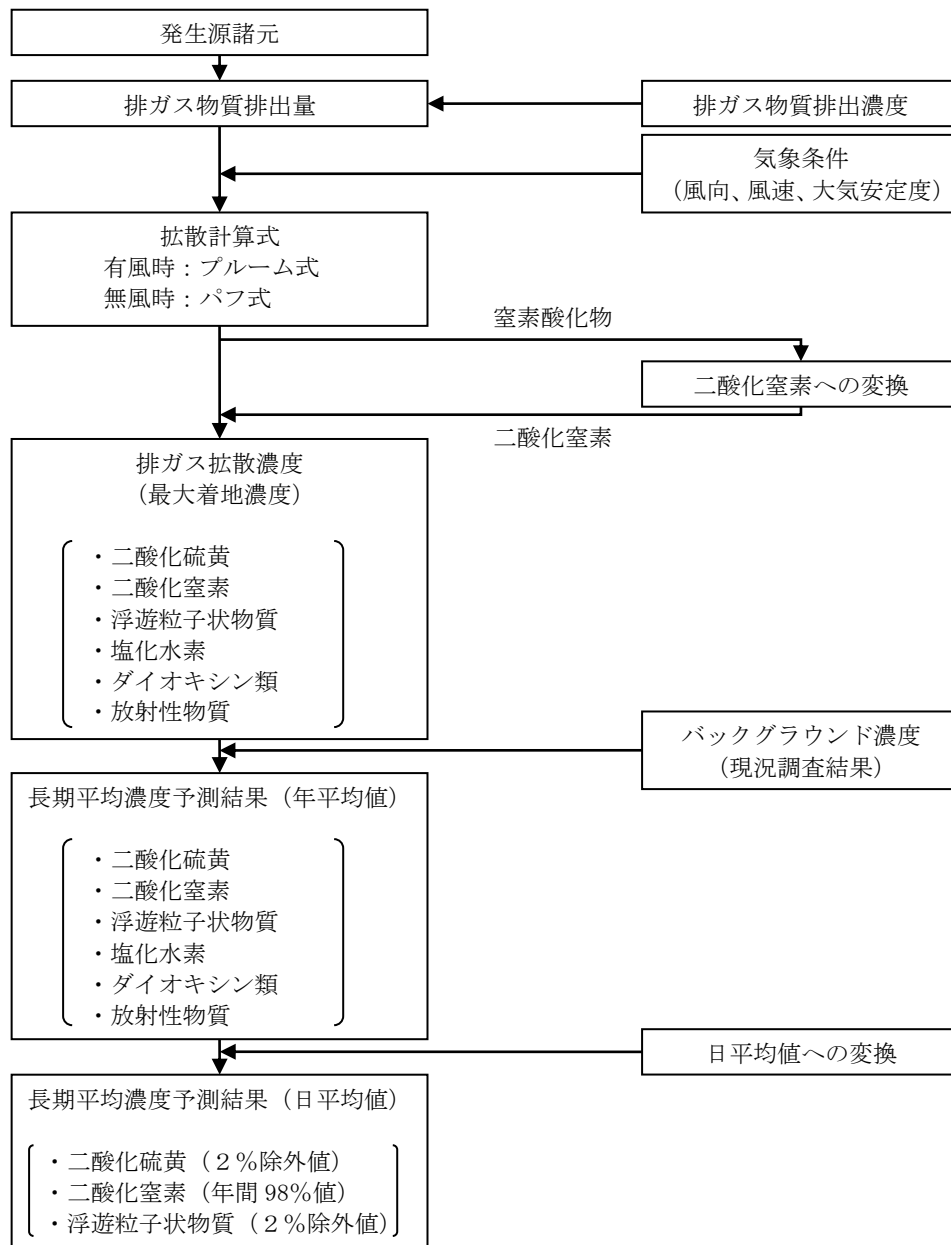 発生源諸元
排ガス物質排出量
排ガス物質排出濃度
気象条件
（風向、風速、大気安定度）
拡散計算式
有風時：プルーム式
無風時：パフ式
窒素酸化物
二酸化窒素への変換
二酸化窒素
排ガス拡散濃度
（最大着地濃度）
・二酸化硫黄
・二酸化窒素
・浮遊粒子状物質
・塩化水素
・ダイオキシン類
・放射性物質
バックグラウンド濃度
（現況調査結果）
長期平均濃度予測結果（年平均値）
・二酸化硫黄
・二酸化窒素
・浮遊粒子状物質
・塩化水素
・ダイオキシン類
・放射性物質
日平均値への変換
長期平均濃度予測結果（日平均値）
・二酸化硫黄（２％除外値）
・二酸化窒素（年間 98％値）
・浮遊粒子状物質（２％除外値）